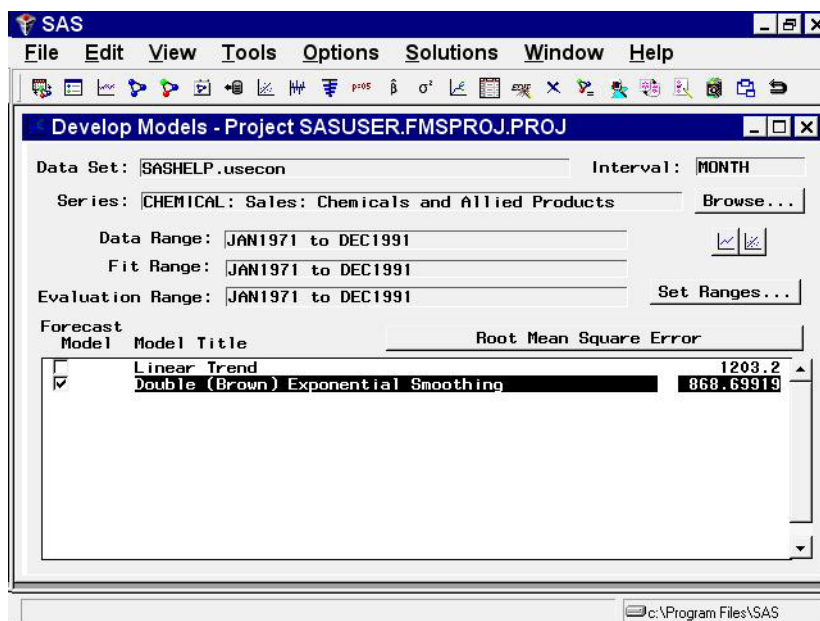 SAS
File Edit View Tools Options Solutions Window Help
p=05 β̂ σ²
Develop Models - Project SASUSER.FMSPROJ.PROJ
Data Set: SASHELP.usecon Interval: MONTH
Series: CHEMICAL: Sales: Chemicals and Allied Products Browse...
Data Range: JAN1971 to DEC1991
Fit Range: JAN1971 to DEC1991
Evaluation Range: JAN1971 to DEC1991 Set Ranges...
Forecast
Model Model Title Root Mean Square Error
Linear Trend 1203.2
Double (Brown) Exponential Smoothing 868.69919
c:\Program Files\SAS